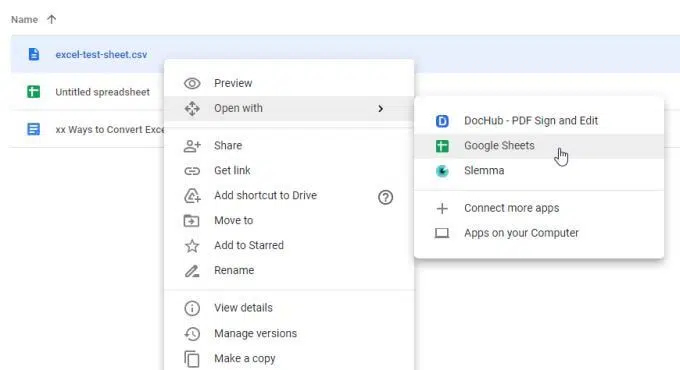 Name
excel-test-sheet.csv
Untitled spreadsheet
xx Ways to Convert Exce
Preview
Open with
Share
Get link
Add shortcut to Drive
Move to
Add to Starred
Rename
View details
Manage versions
Make a copy
DocHub - PDF Sign and Edit
Google Sheets
Slemma
Connect more apps
Apps on your Computer